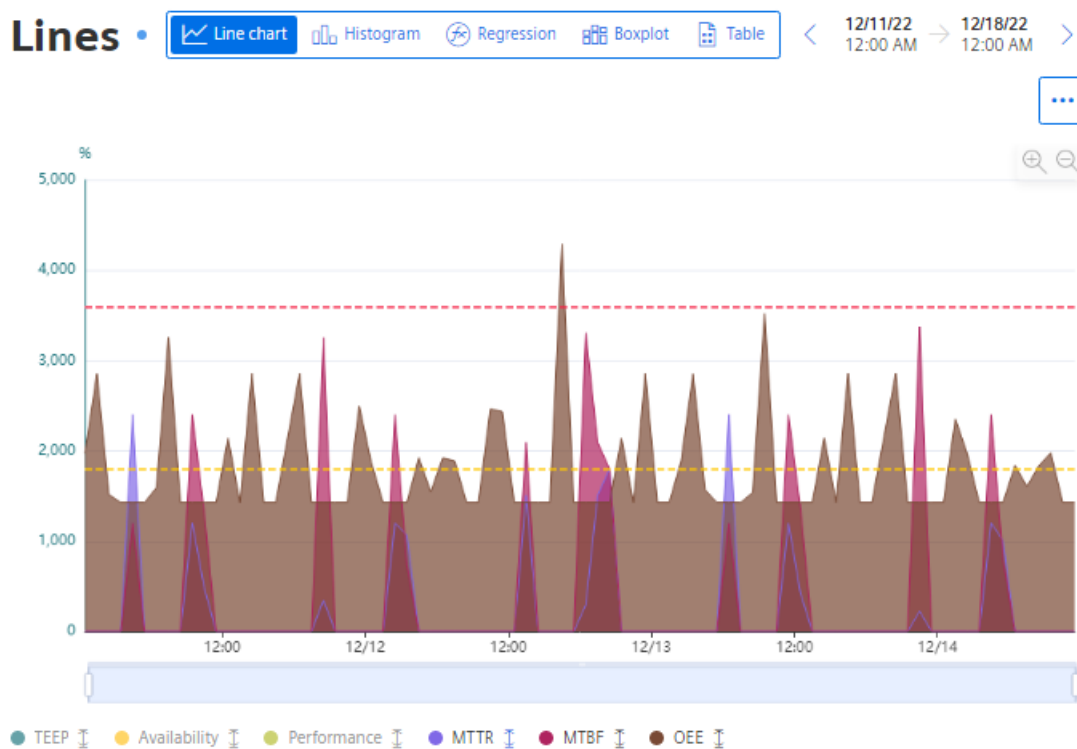 Lines
Line chart
Histogram
Regression
Boxplot
Table
12/11/22
12:00 AM
12/18/22
12:00 AM
%
5,000
4,000
3,000
2,000
1,000
0
12:00
12/12
12:00
12/13
12:00
12/14
TEEP
Availability
Performance
MTTR
MTBF
OEE